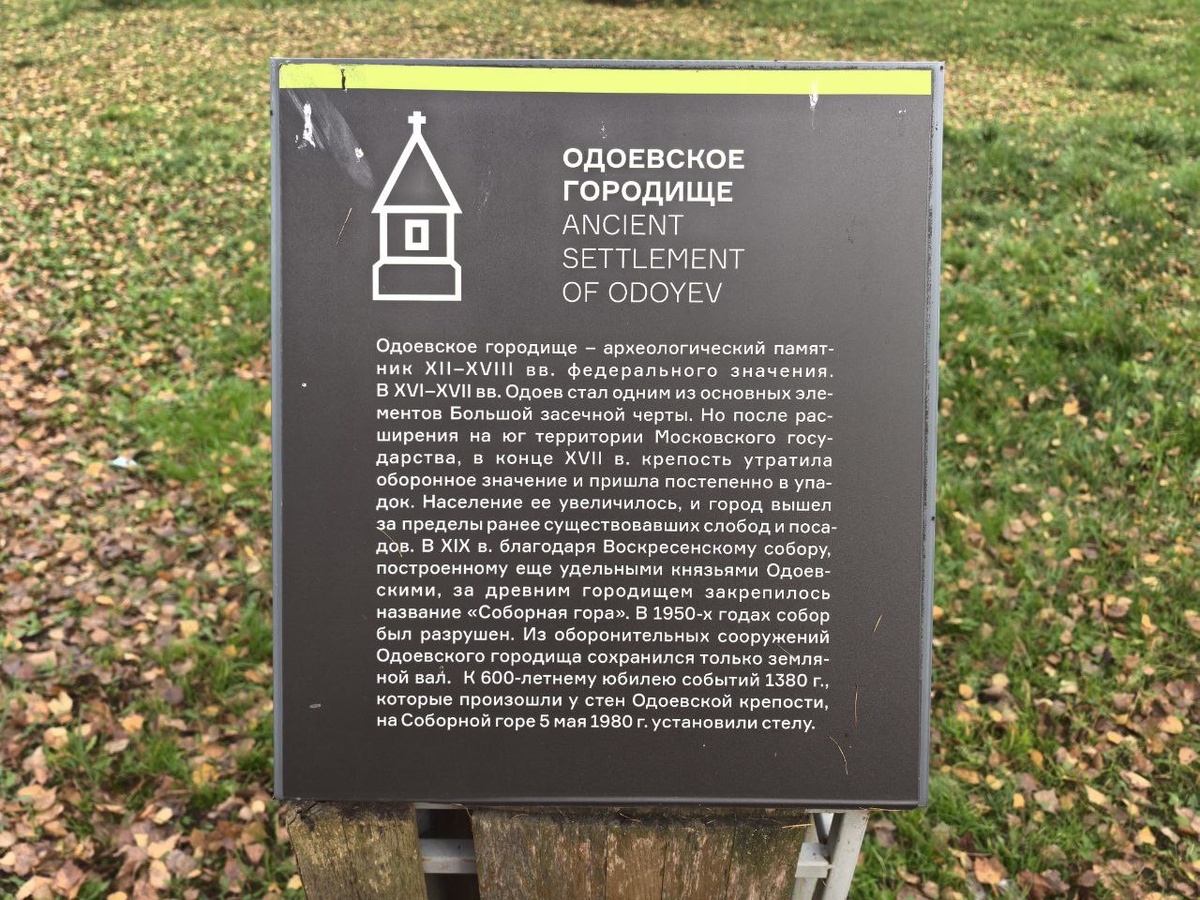 ОДОЕВСКОЕ
ГОРОДИЩЕ
ANCIENT
SETTLEMENT
OF ODOYEV
Одоевское городище – археологический памят-
ник XII–XVIII вв. федерального значения.
В XVI–XVII вв. Одоев стал одним из основных эле-
ментов Большой засечной черты. Но после рас-
ширения на юг территории Московского госу-
дарства, в конце XVII в. крепость утратила
оборонное значение и пришла постепенно в упа-
док. Население ее увеличилось, и город вышел
за пределы ранее существовавших слобод и поса-
дов. В XIX в. благодаря Воскресенскому собору,
построенному еще удельными князьями Одоев-
скими, за древним городищем закрепилось
название «Соборная гора». В 1950-х годах собор
был разрушен. Из оборонительных сооружений
Одоевского городища сохранился только земля-
ной вал. К 600-летнему юбилею событий 1380 г.,
которые произошли у стен Одоевской крепости,
на Соборной горе 5 мая 1980 г. установили стелу.